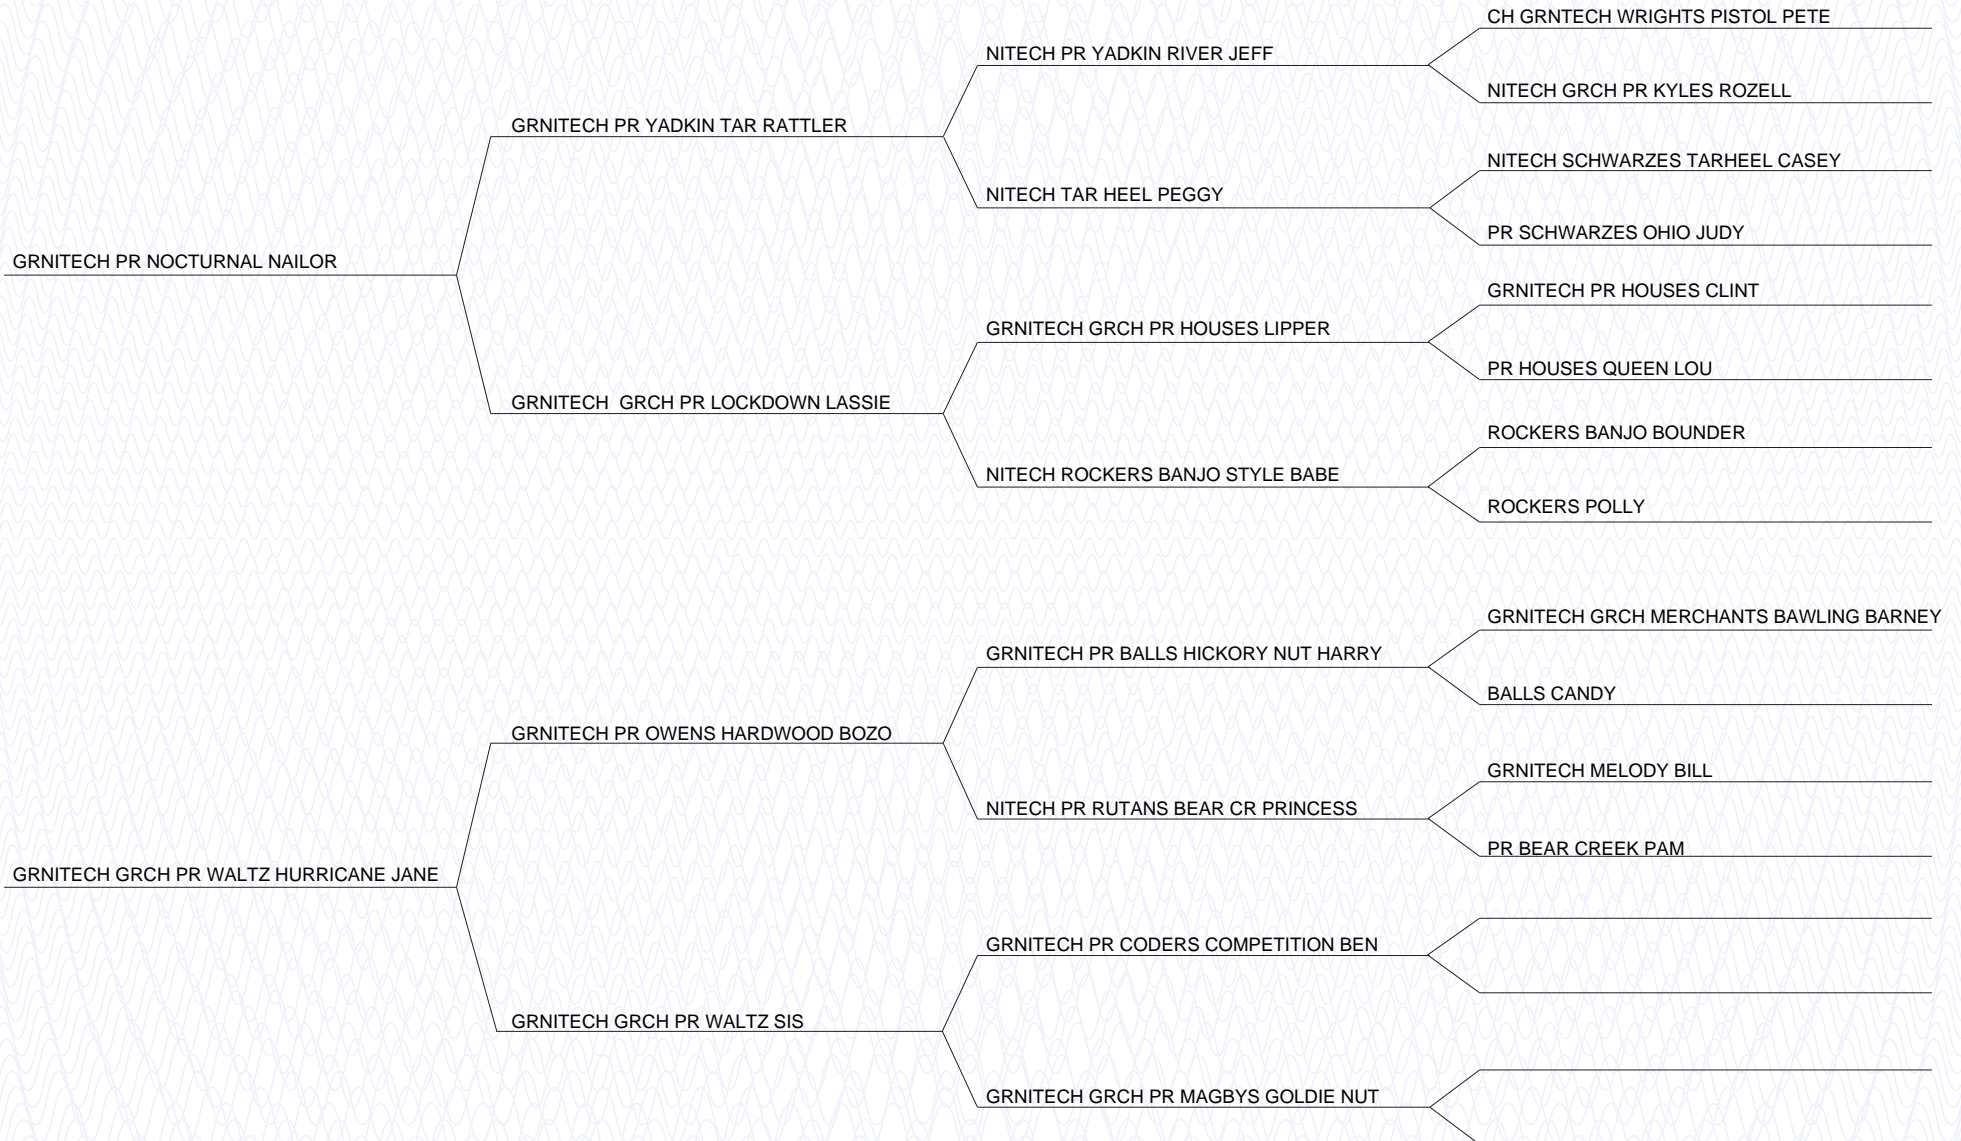 CH GRNTECH WRIGHTS PISTOL PETE
NITECH PR YADKIN RIVER JEFF
NITECH GRCH PR KYLES ROZELL
GRNITECH PR YADKIN TAR RATTLER
NITECH SCHWARZES TARHEEL CASEY
NITECH TAR HEEL PEGGY
PR SCHWARZES OHIO JUDY
GRNITECH PR NOCTURNAL NAILOR
GRNITECH PR HOUSES CLINT
GRNITECH GRCH PR HOUSES LIPPER
PR HOUSES QUEEN LOU
GRNITECH  GRCH PR LOCKDOWN LASSIE
ROCKERS BANJO BOUNDER
NITECH ROCKERS BANJO STYLE BABE
ROCKERS POLLY
GRNITECH GRCH MERCHANTS BAWLING BARNEY
GRNITECH PR BALLS HICKORY NUT HARRY
BALLS CANDY
GRNITECH PR OWENS HARDWOOD BOZO
GRNITECH MELODY BILL
NITECH PR RUTANS BEAR CR PRINCESS
PR BEAR CREEK PAM
GRNITECH GRCH PR WALTZ HURRICANE JANE
GRNITECH PR CODERS COMPETITION BEN
GRNITECH GRCH PR WALTZ SIS
GRNITECH GRCH PR MAGBYS GOLDIE NUT